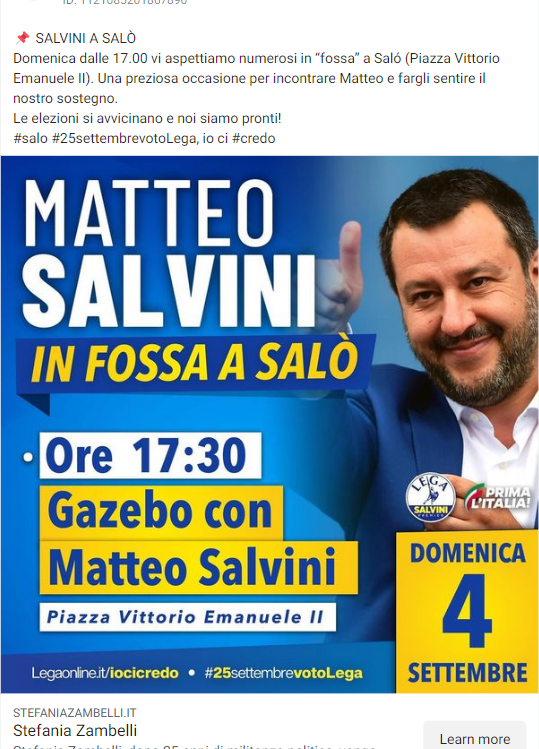 📌 SALVINI A SALÒ
Domenica dalle 17.00 vi aspettiamo numerosi in “fossa” a Saló (Piazza Vittorio
Emanuele II). Una preziosa occasione per incontrare Matteo e fargli sentire il
nostro sostegno.
Le elezioni si avvicinano e noi siamo pronti!
#salo #25settembrevotoLega, io ci #credo
MATTEO
SALVINI
IN FOSSA A SALÒ
• Ore 17:30
Gazebo con
Matteo Salvini
Piazza Vittorio Emanuele II
LEGA
SALVINI
PREMIER
PRIMA
L'ITALIA!
DOMENICA
4
SETTEMBRE
Legaonline.it/iocicredo • #25settembrevotoLega
STEFANIAZAMBELLI.IT
Stefania Zambelli
Learn more